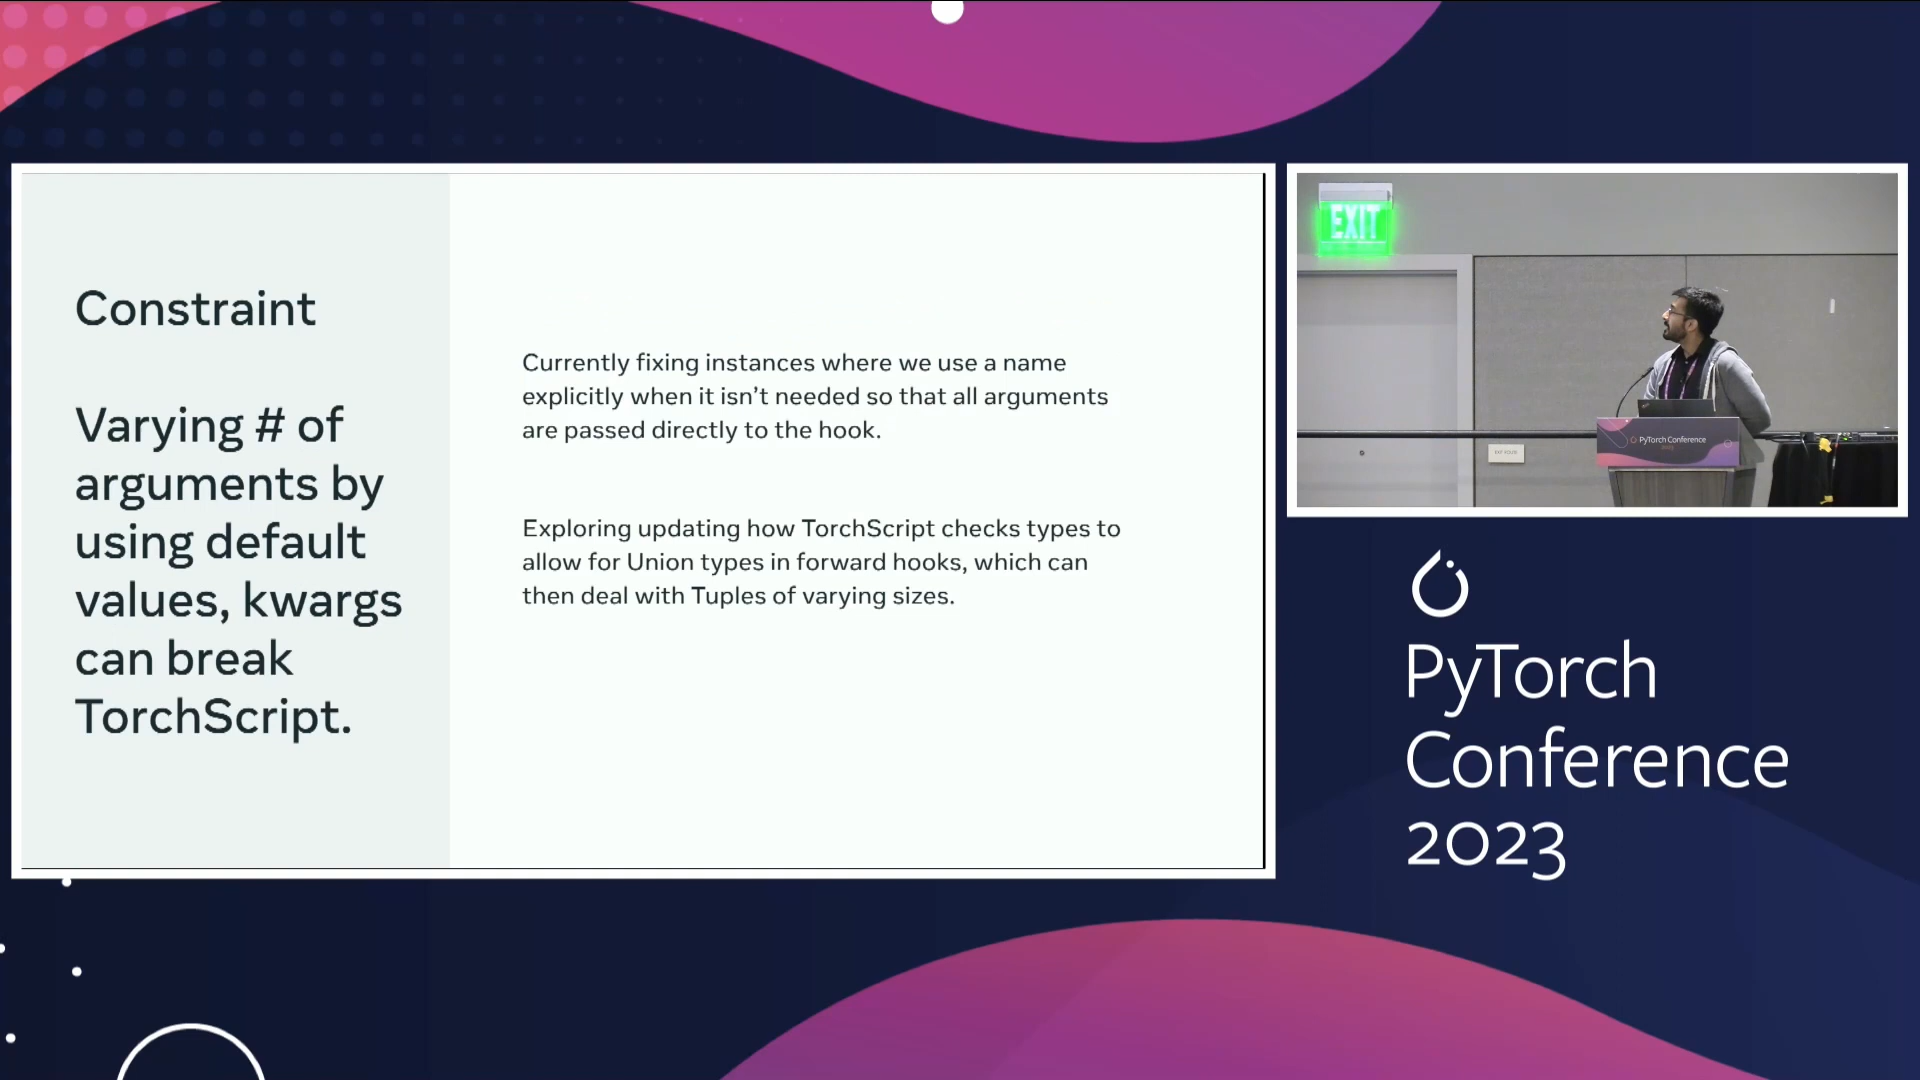 Constraint
Varying # of
arguments by
using default
values, kwargs
can break
TorchScript.
Currently fixing instances where we use a name
explicitly when it isn’t needed so that all arguments
are passed directly to the hook.
Exploring updating how TorchScript checks types to
allow for Union types in forward hooks, which can
then deal with Tuples of varying sizes.
EXIT
PyTorch Conference
2023
PyTorch
Conference
2023